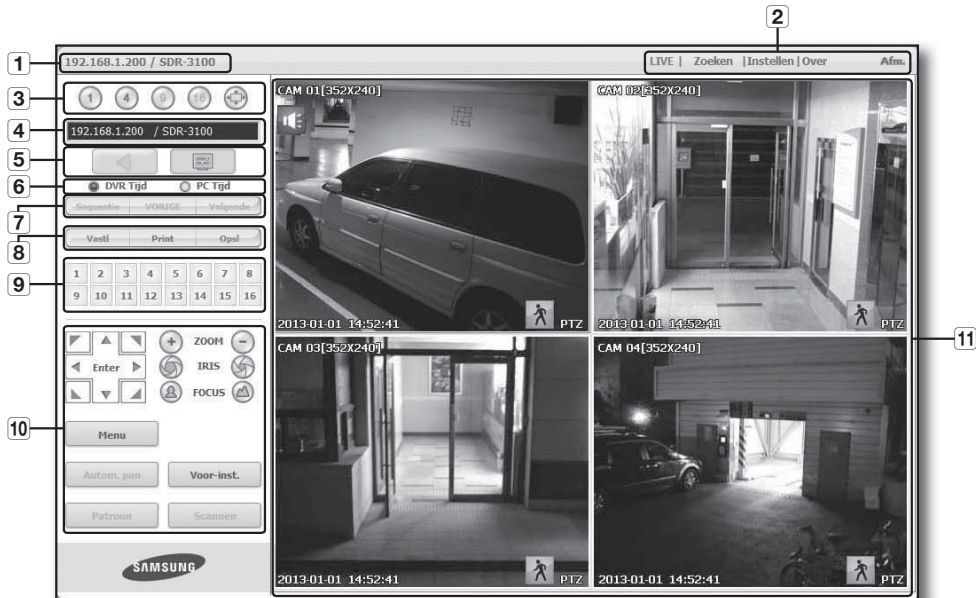 2
1
192.168.1.200 / SDR-3100
LIVE | Zoeken |Instellen|Over Afm.
3
1 4 9 16
4
192.168.1.200 / SDR-3100
5
6
DVR Tijd PC Tijd
7
Sequentie VORIGE Volgende
8
Vastl Print Opsl
9
1 2 3 4 5 6 7 8
9 10 11 12 13 14 15 16
10
ZOOM
Enter IRIS
FOCUS
Menu
Autom. pan Voor-inst.
Patroon Scannen
SAMSUNG
CAM 01[352X240]
2013-01-01 14:52:41 PTZ
CAM 02[352X240]
2013-01-01 14:52:41 PTZ
CAM 03[352X240]
2013-01-01 14:52:41 PTZ
CAM 04[352X240]
2013-01-01 14:52:41 PTZ
11